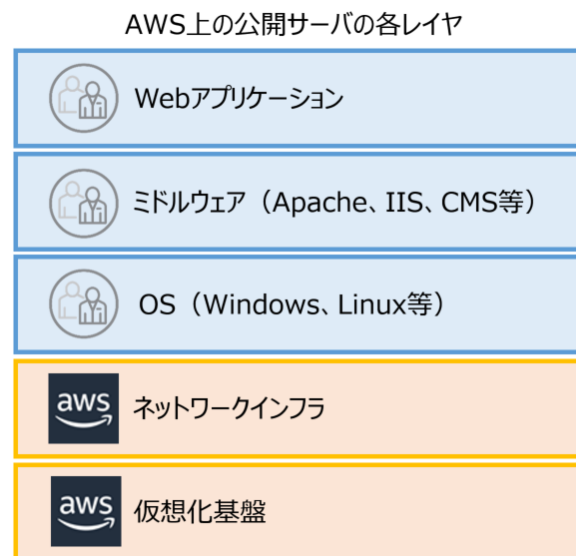 AWS上の公開サーバの各レイヤ
Webアプリケーション
ミドルウェア（Apache、IIS、CMS等）
OS（Windows、Linux等）
aws ネットワークインフラ
aws 仮想化基盤